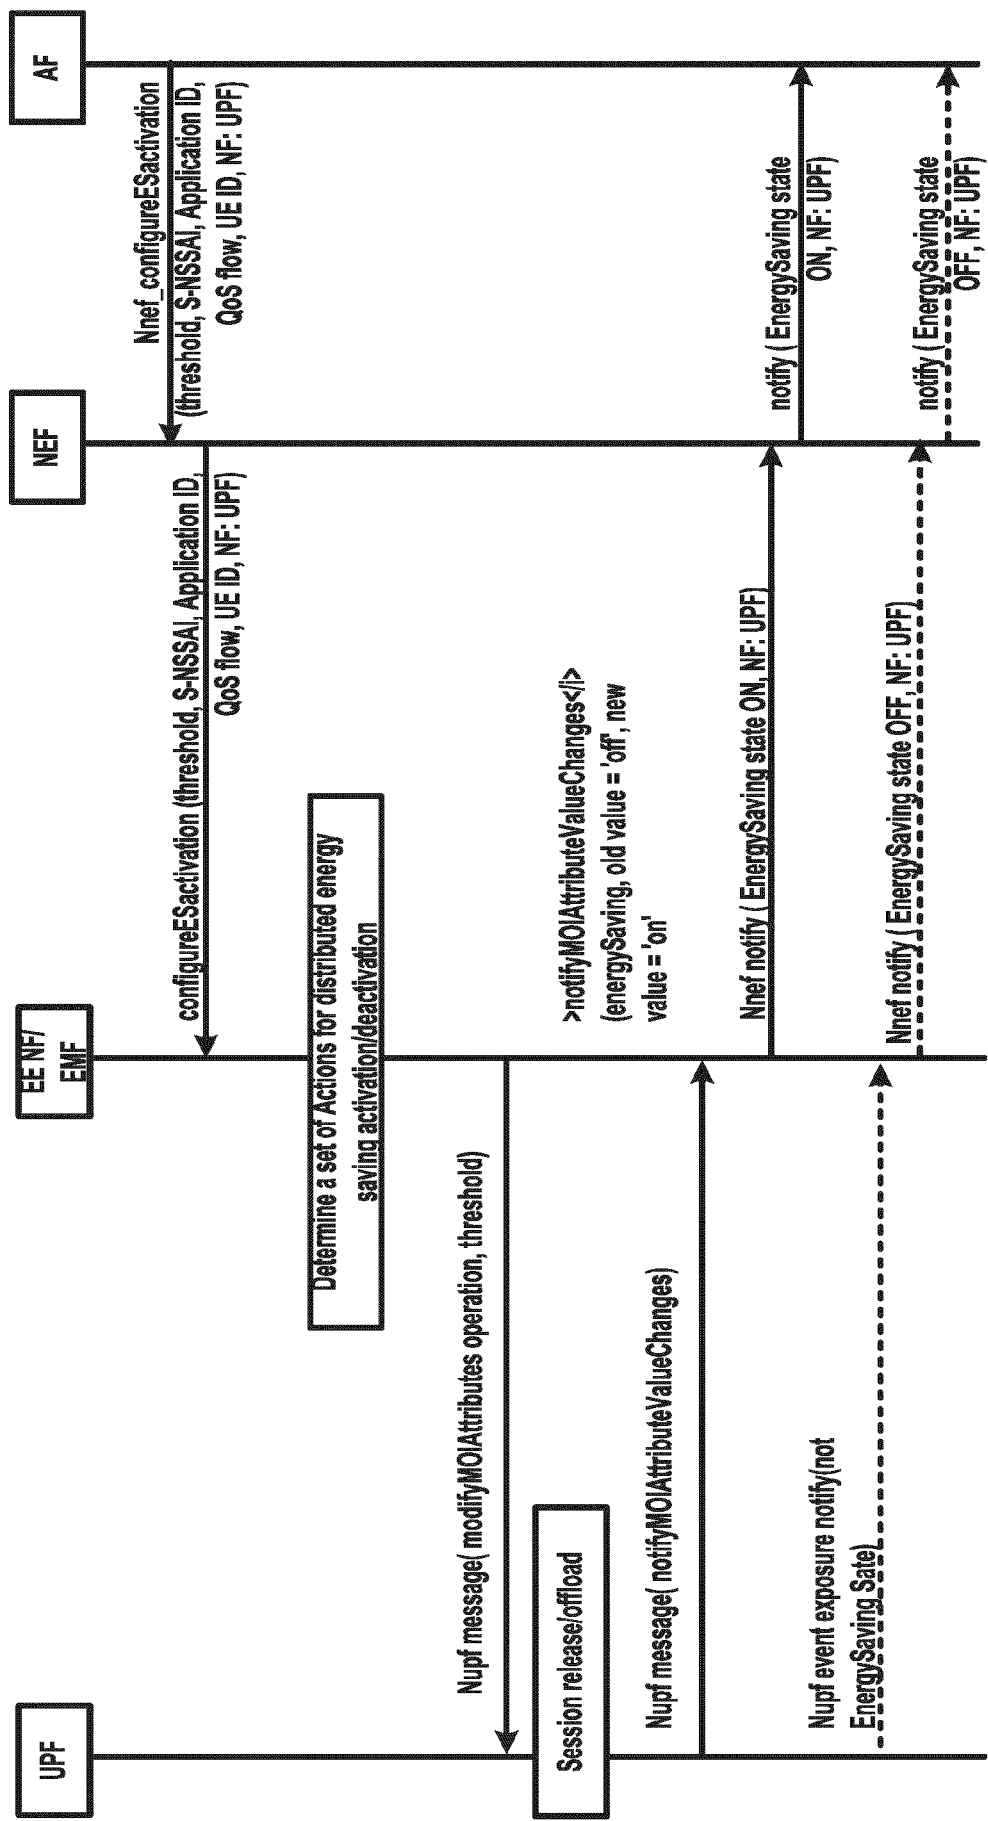 UPF
EE NF/
EMF
NEF
AF
Nnef_configureESactivation
(threshold, S-NSSAI, Application ID,
QoS flow, UE ID, NF: UPF)
configureESactivation (threshold, S-NSSAI, Application ID,
QoS flow, UE ID, NF: UPF)
Determine a set of Actions for distributed energy
saving activation/deactivation
Nupf message( modifyMOIAttributes operation, threshold)
Session release/offload
>notifyMOIAttributeValueChanges</i>
(energySaving, old value = 'off', new
value = 'on'
Nupf message( notifyMOIAttributeValueChanges)
Nnef notify ( EnergySaving state ON, NF: UPF)
notify ( EnergySaving state
ON, NF: UPF)
Nupf event exposure notify(not
EnergySaving Sate)
Nnef notify ( EnergySaving state OFF, NF: UPF)
notify ( EnergySaving state
OFF, NF: UPF)